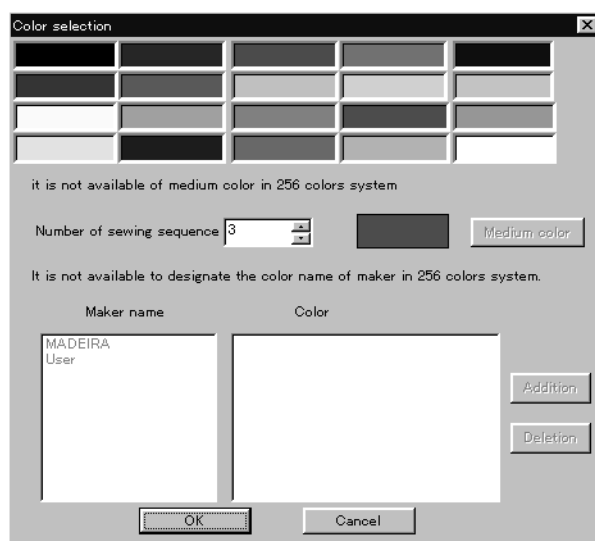 Color selection
it is not available of medium color in 256 colors system
Number of sewing sequence 3 Medium color
It is not available to designate the color name of maker in 256 colors system.
Maker name Color
MADEIRA
User
Addition
Deletion
OK Cancel